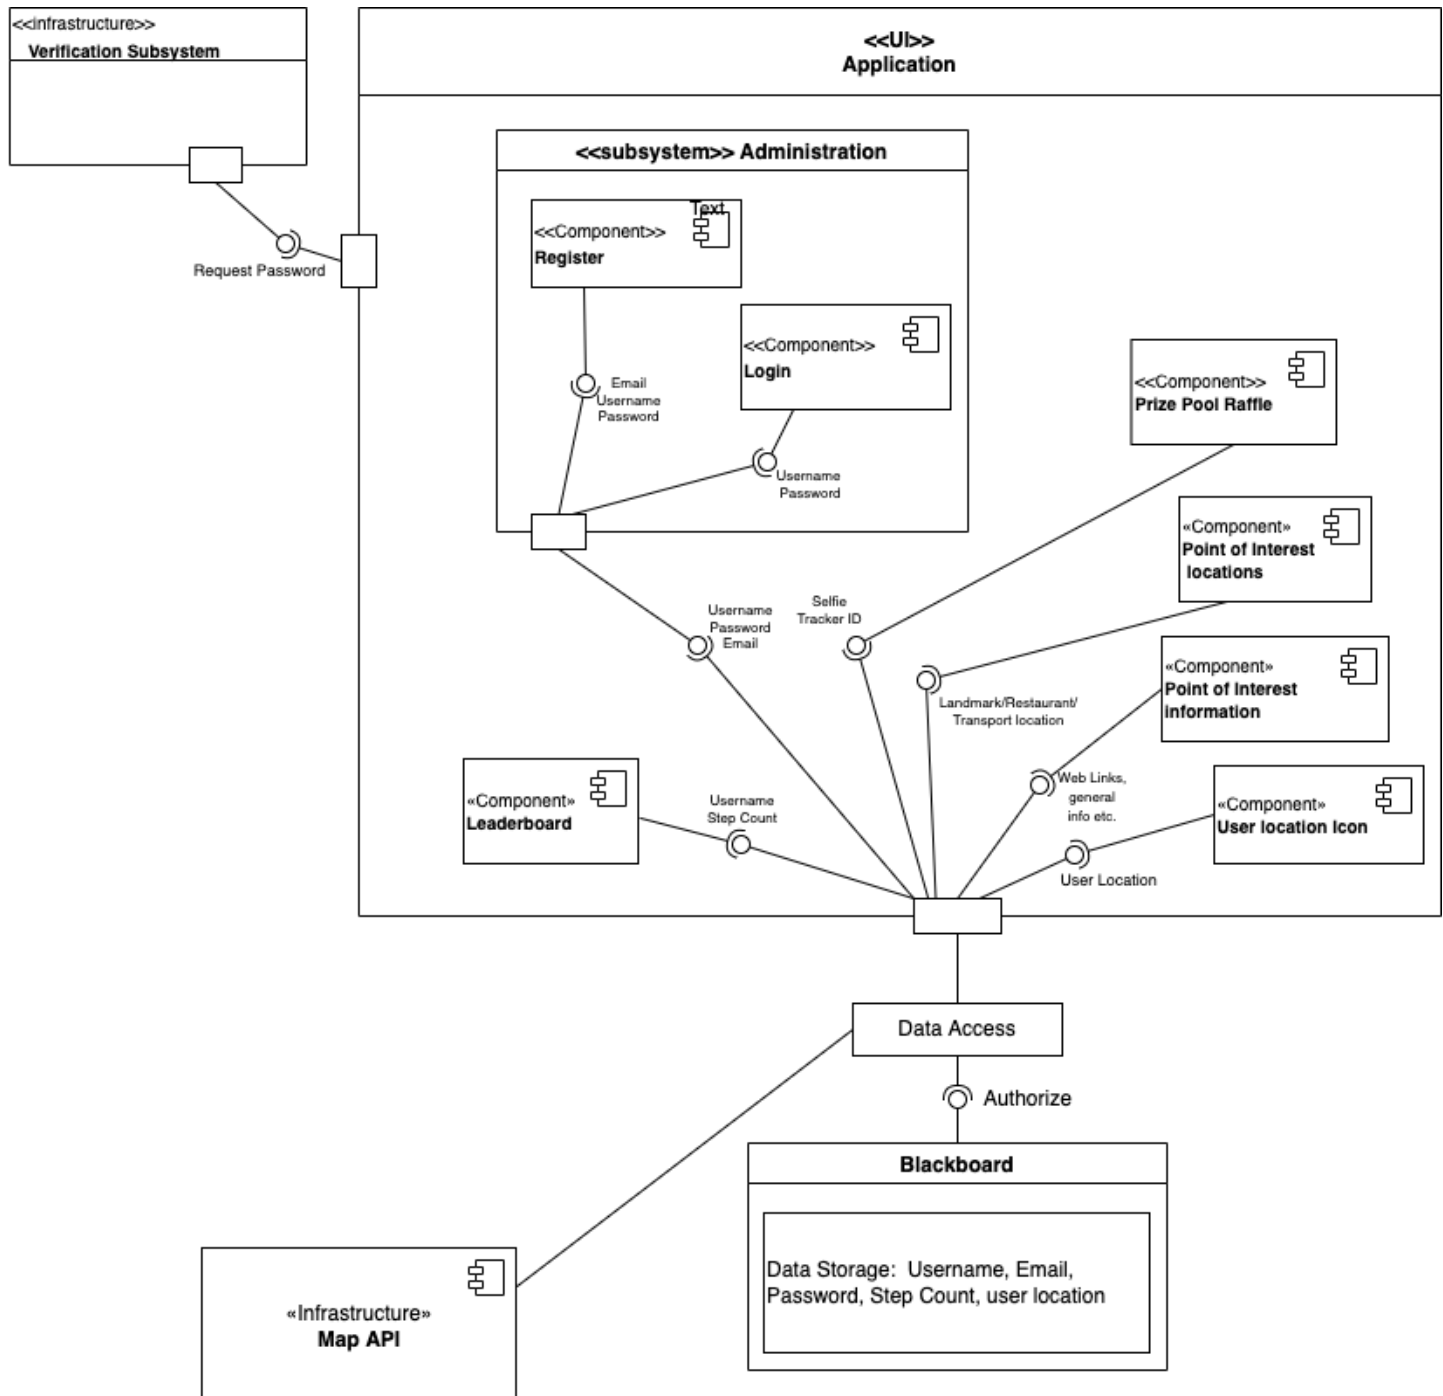 <<infrastructure>>
Verification Subsystem
<<UI>>
Application
<<subsystem>> Administration
Text
<<Component>>
Register
Request Password
<<Component>>
Login
Email
Username
Password
<<Component>>
Prize Pool Raffle
Username
Password
«Component»
Point of Interest
locations
Selfie
Tracker ID
Username
Password
Email
«Component»
Point of Interest
information
Landmark/Restaurant/
Transport location
«Component»
Leaderboard
Username
Step Count
Web Links,
general
info etc.
«Component»
User location Icon
User Location
Data Access
Authorize
Blackboard
Data Storage: Username, Email,
Password, Step Count, user location
«Infrastructure»
Map API